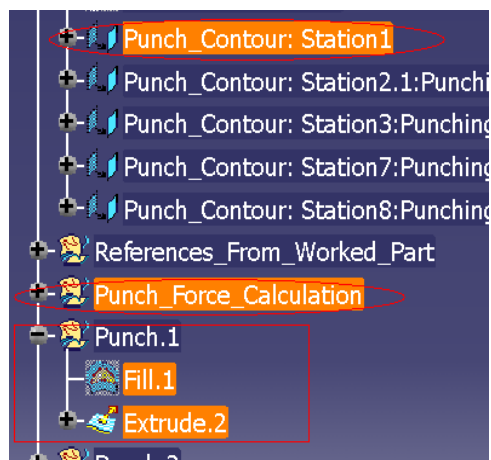 Punch_Contour: Station1
Punch_Contour: Station2.1:Punchi
Punch_Contour: Station3:Punching
Punch_Contour: Station7:Punching
Punch_Contour: Station8:Punching
References_From_Worked_Part
Punch_Force_Calculation
Punch.1
Fill.1
Extrude.2